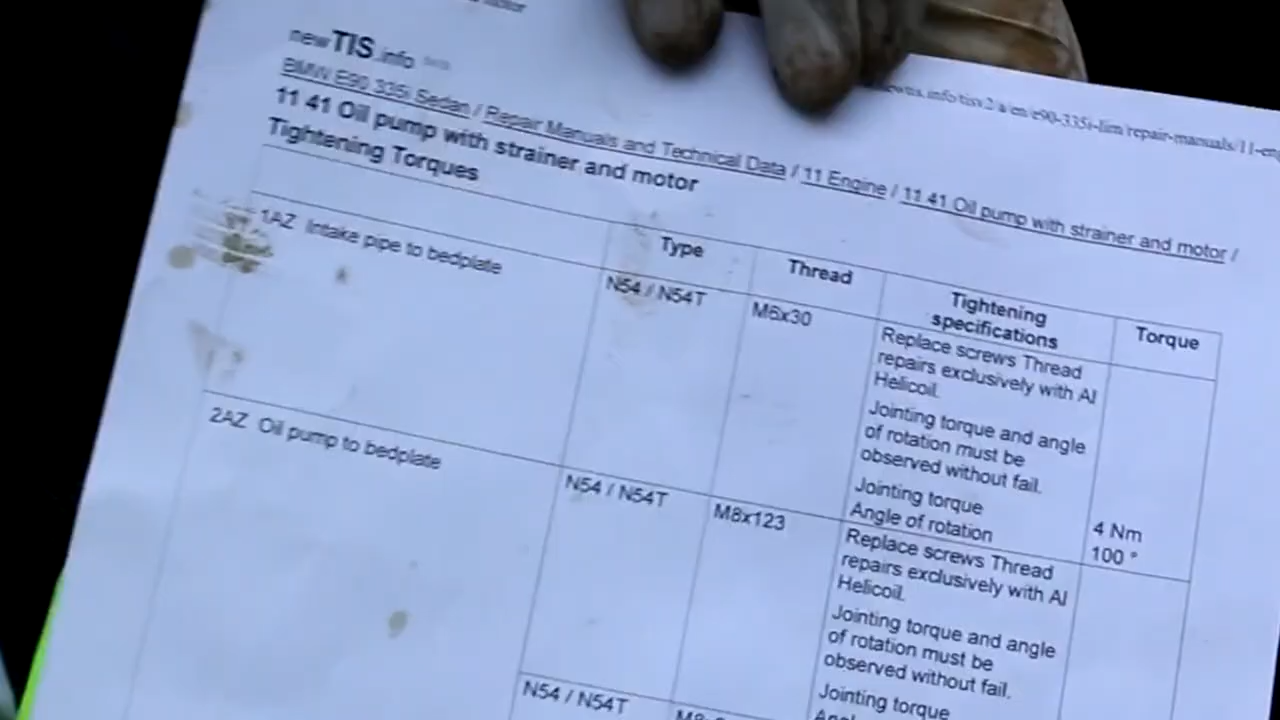 newTIS.info
BMW E90 335i Sedan / Repair Manuals and Technical Data / 11 Engine / 11 41 Oil pump with strainer and motor /
11 41 Oil pump with strainer and motor
Tightening Torques
Type Thread Tightening specifications Torque
1AZ Intake pipe to bedplate
N54 / N54T
M6x30
Replace screws Thread
repairs exclusively with Al
Helicoil.
Jointing torque and angle
of rotation must be
observed without fail.
Jointing torque
Angle of rotation
4 Nm
100 °
2AZ Oil pump to bedplate
N54 / N54T
M8x123
Replace screws Thread
repairs exclusively with Al
Helicoil.
Jointing torque and angle
of rotation must be
observed without fail.
Jointing torque
N54 / N54T